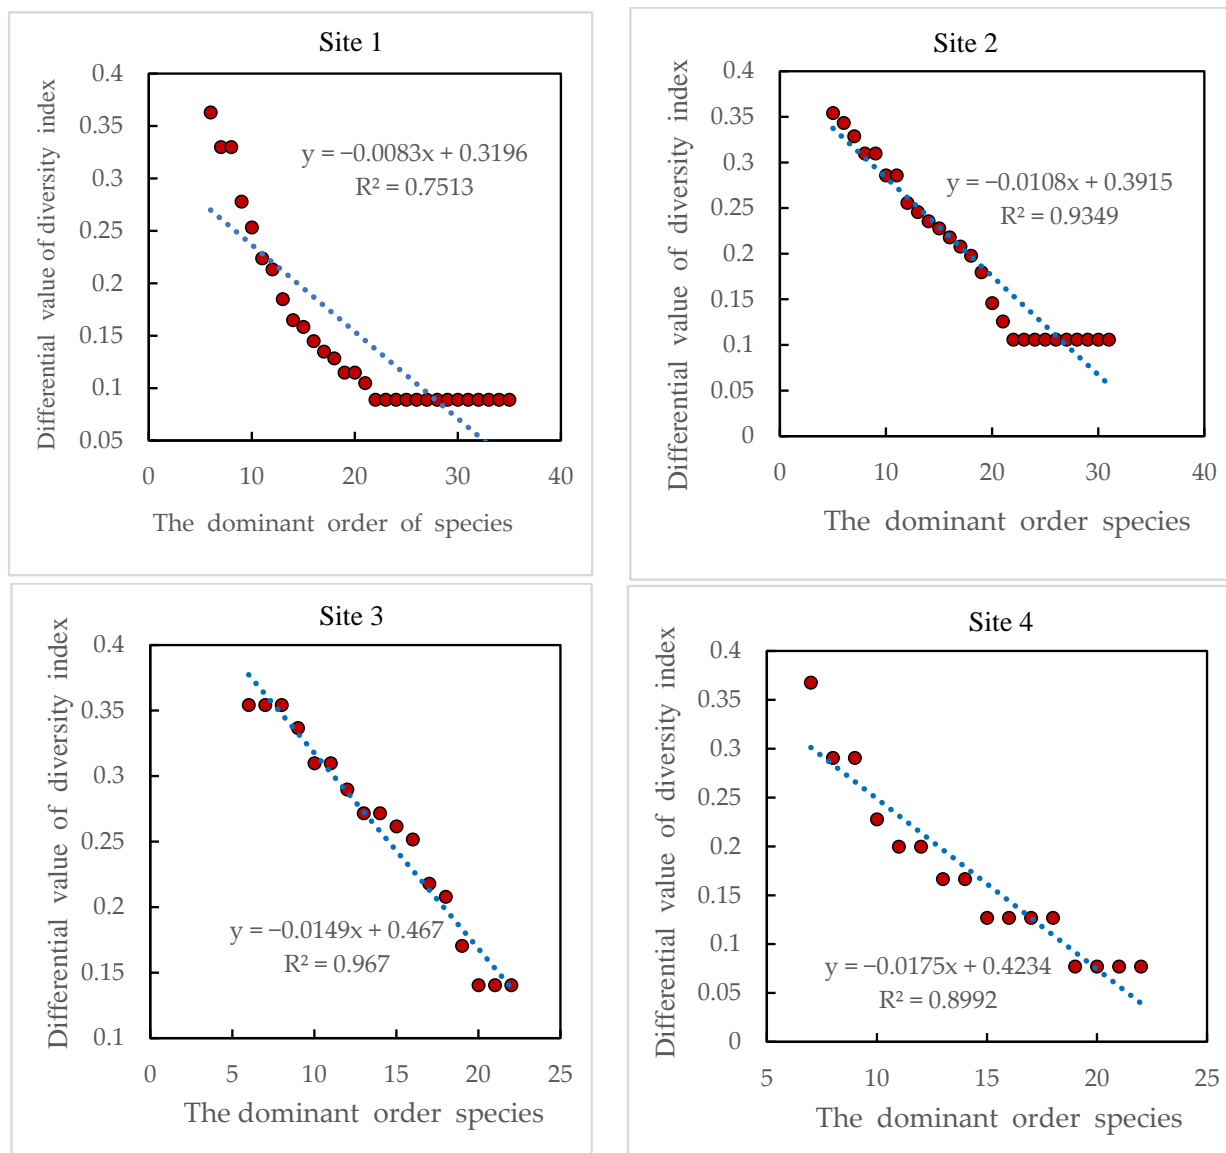 Site 1
Differential value of diversity index
0.4
0.35
0.3
0.25
0.2
0.15
0.1
0.05
y = −0.0083x + 0.3196
R² = 0.7513
0 10 20 30 40
The dominant order of species
Site 2
Differential value of diversity index
0.4
0.35
0.3
0.25
0.2
0.15
0.1
0.05
0
y = −0.0108x + 0.3915
R² = 0.9349
0 10 20 30 40
The dominant order species
Site 3
Differential value of diversity index
0.4
0.35
0.3
0.25
0.2
0.15
0.1
y = −0.0149x + 0.467
R² = 0.967
0 5 10 15 20 25
The dominant order species
Site 4
Differential value of diversity index
0.4
0.35
0.3
0.25
0.2
0.15
0.1
0.05
0
y = −0.0175x + 0.4234
R² = 0.8992
5 10 15 20 25
The dominant order species